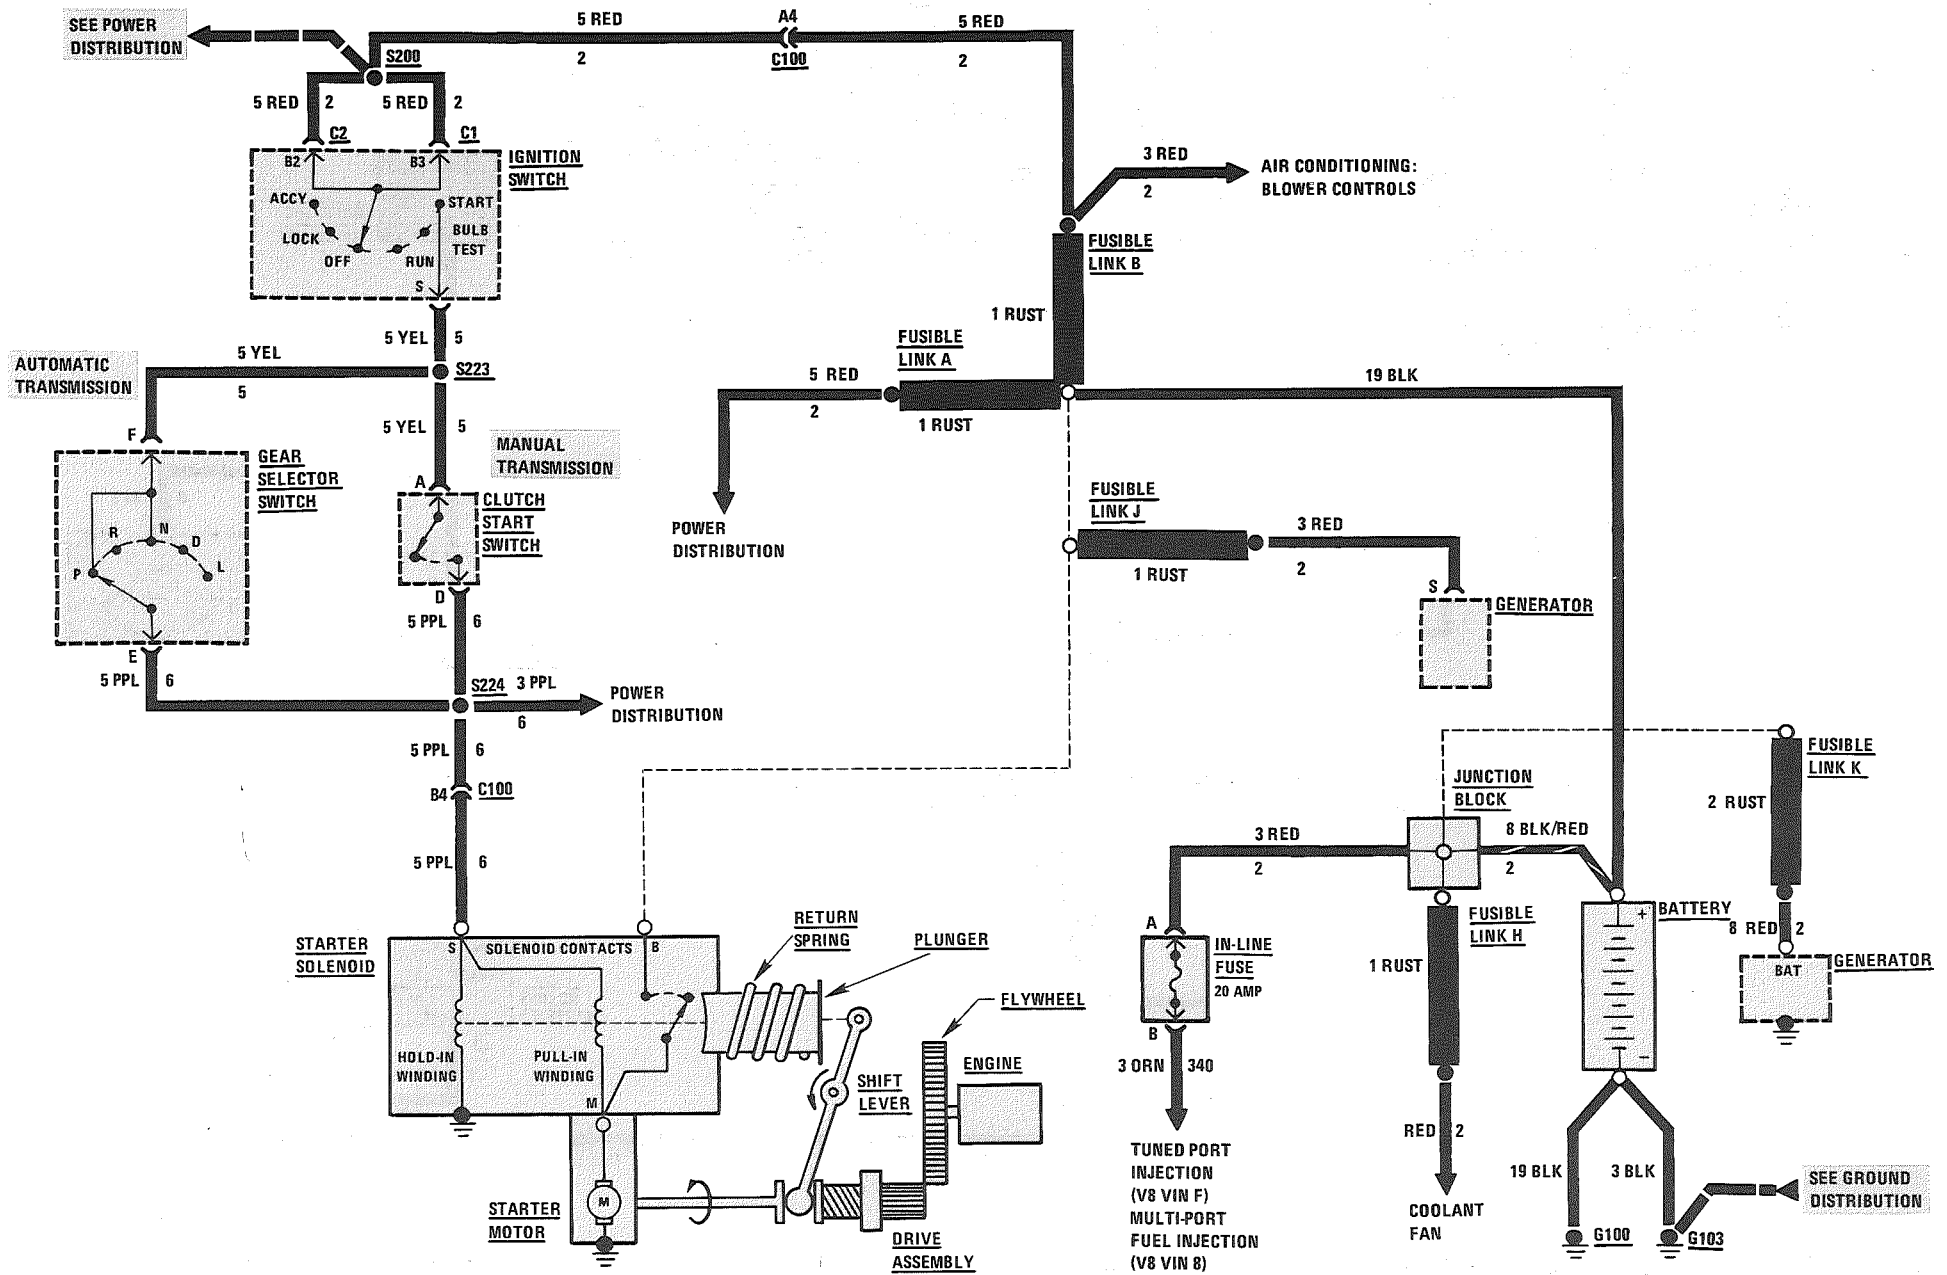 SEE POWER
DISTRIBUTION
5 RED
2
A4
C100
5 RED
2
S200
5 RED
2
5 RED
2
C2
C1
B2
B3
IGNITION
SWITCH
ACCY
START
LOCK
BULB
TEST
OFF
RUN
S
3 RED
2
AIR CONDITIONING:
BLOWER CONTROLS
FUSIBLE
LINK B
1 RUST
5 YEL
5
FUSIBLE
LINK A
AUTOMATIC
TRANSMISSION
5 YEL
5
S223
5 RED
2
1 RUST
19 BLK
5 YEL
5
MANUAL
TRANSMISSION
F
GEAR
SELECTOR
SWITCH
A
CLUTCH
START
SWITCH
R
N
D
P
L
POWER
DISTRIBUTION
FUSIBLE
LINK J
1 RUST
3 RED
2
S
GENERATOR
D
5 PPL
6
E
5 PPL
6
S224
3 PPL
6
POWER
DISTRIBUTION
5 PPL
6
B4
C100
5 PPL
6
JUNCTION
BLOCK
FUSIBLE
LINK K
2 RUST
3 RED
2
8 BLK/RED
2
STARTER
SOLENOID
S
SOLENOID CONTACTS
B
RETURN
SPRING
PLUNGER
FLYWHEEL
A
IN-LINE
FUSE
20 AMP
B
FUSIBLE
LINK H
1 RUST
+
BATTERY
-
8 RED
2
BAT
GENERATOR
HOLD-IN
WINDING
PULL-IN
WINDING
M
SHIFT
LEVER
ENGINE
3 ORN
340
RED
2
TUNED PORT
INJECTION
(V8 VIN F)
MULTI-PORT
FUEL INJECTION
(V8 VIN 8)
COOLANT
FAN
19 BLK
3 BLK
SEE GROUND
DISTRIBUTION
G100
G103
STARTER
MOTOR
M
DRIVE
ASSEMBLY